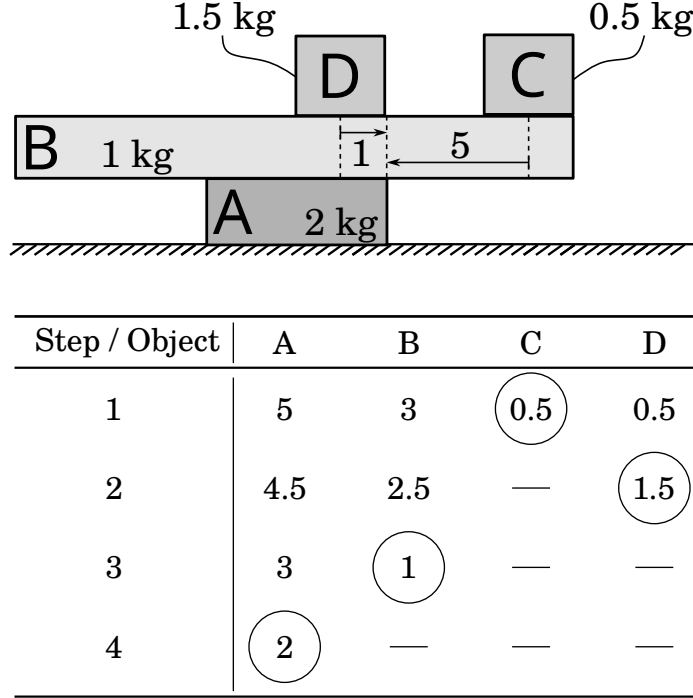 1.5 kg 0.5 kg
D C
B 1 kg 1 5
A 2 kg
Step / Object A B C D
1 5 3 0.5 0.5
2 4.5 2.5 — 1.5
3 3 1 — —
4 2 — — —